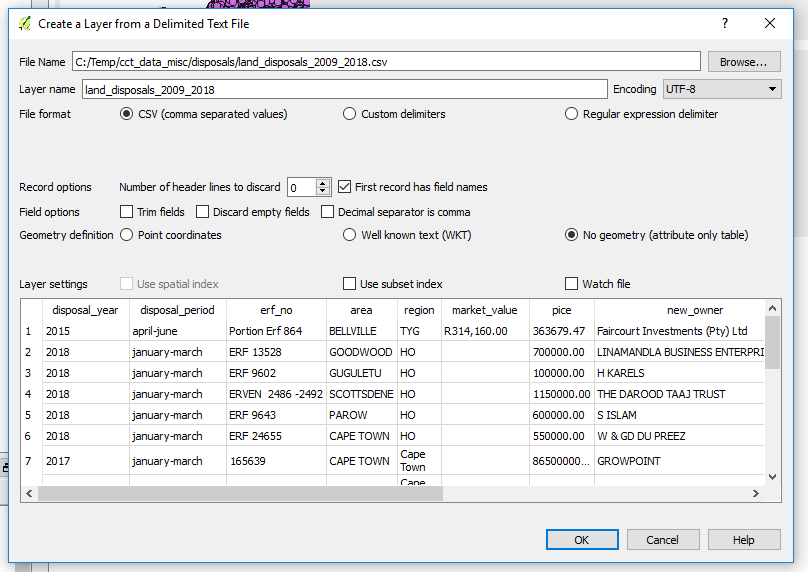 Create a Layer from a Delimited Text File
File Name C:/Temp/cct_data_misc/disposals/land_disposals_2009_2018.csv Browse...
Layer name land_disposals_2009_2018 Encoding UTF-8
File format CSV (comma separated values) Custom delimiters Regular expression delimiter
Record options Number of header lines to discard 0 First record has field names
Field options Trim fields Discard empty fields Decimal separator is comma
Geometry definition Point coordinates Well known text (WKT) No geometry (attribute only table)
Layer settings Use spatial index Use subset index Watch file
disposal_year disposal_period erf_no area region market_value pice new_owner
1 2015 april-june Portion Erf 864 BELLVILLE TYG R314,160.00 363679.47 Faircourt Investments (Pty) Ltd
2 2018 january-march ERF 13528 GOODWOOD HO 700000.00 LINAMANDLA BUSINESS ENTERPRI
3 2018 january-march ERF 9602 GUGULETU HO 100000.00 H KARELS
4 2018 january-march ERVEN 2486 -2492 SCOTTSDENE HO 1150000.00 THE DAROOD TAAJ TRUST
5 2018 january-march ERF 9643 PAROW HO 600000.00 S ISLAM
6 2018 january-march ERF 24655 CAPE TOWN HO 550000.00 W & GD DU PREEZ
7 2017 january-march 165639 CAPE TOWN Cape Town 86500000... GROWPOINT
Cape
OK Cancel Help